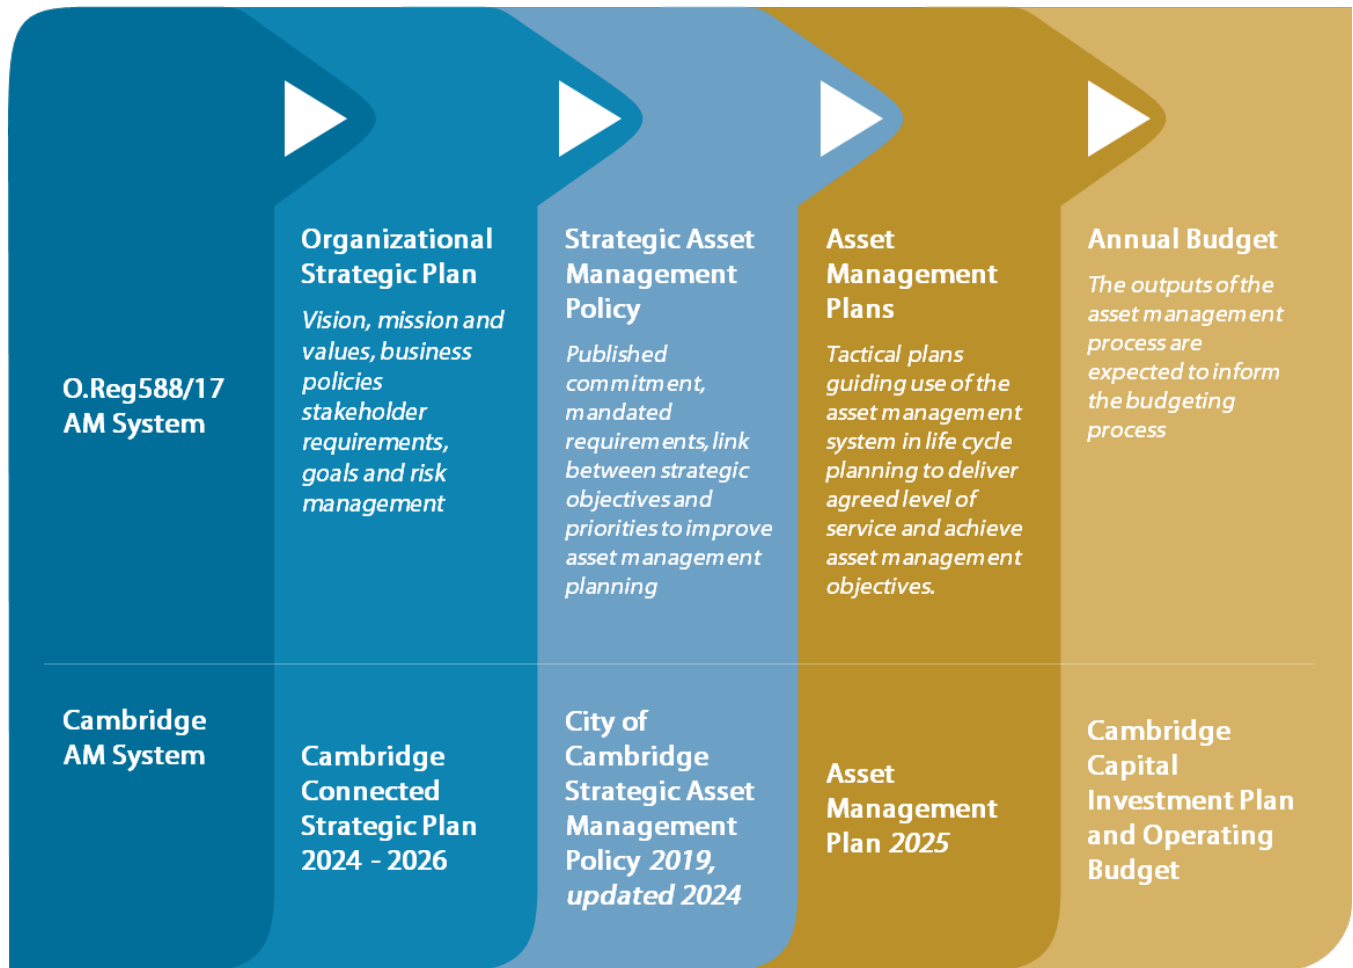 O.Reg588/17
AM System
Organizational
Strategic Plan
Vision, mission and
values, business
policies
stakeholder
requirements,
goals and risk
management
Strategic Asset
Management
Policy
Published
commitment,
mandated
requirements, link
between strategic
objectives and
priorities to improve
asset management
planning
Asset
Management
Plans
Tactical plans
guiding use of the
asset management
system in life cycle
planning to deliver
agreed level of
service and achieve
asset management
objectives.
Annual Budget
The outputs of the
asset management
process are
expected to inform
the budgeting
process
Cambridge
AM System
Cambridge
Connected
Strategic Plan
2024 - 2026
City of
Cambridge
Strategic Asset
Management
Policy 2019,
updated 2024
Asset
Management
Plan 2025
Cambridge
Capital
Investment Plan
and Operating
Budget